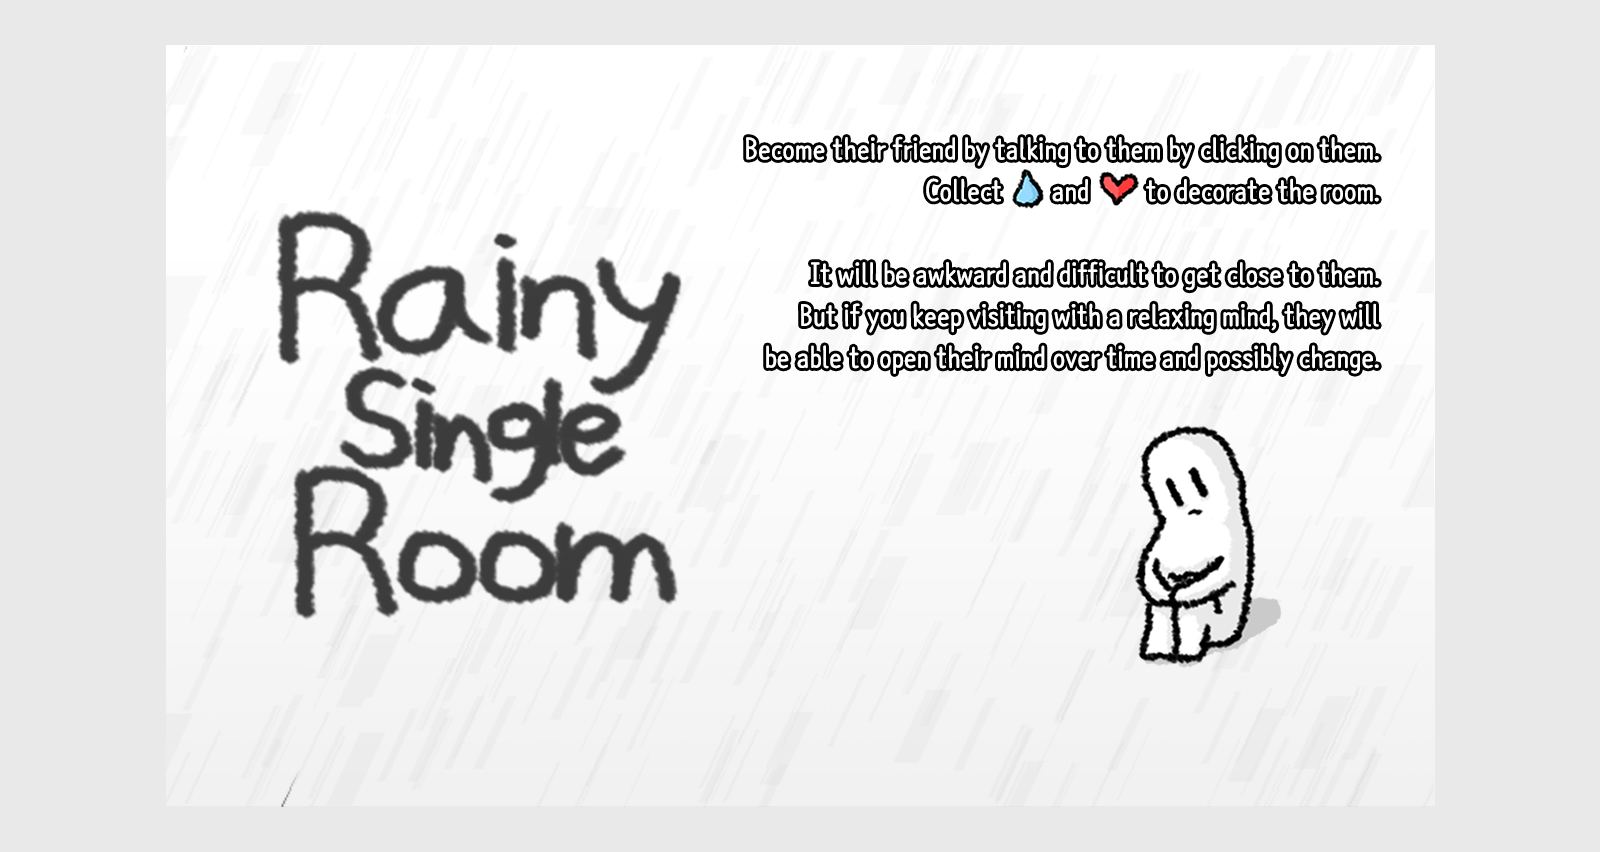 Rainy
Single
Room
Become their friend by talking to them by clicking on them.
Collect and to decorate the room.
It will be awkward and difficult to get close to them.
But if you keep visiting with a relaxing mind, they will
be able to open their mind over time and possibly change.